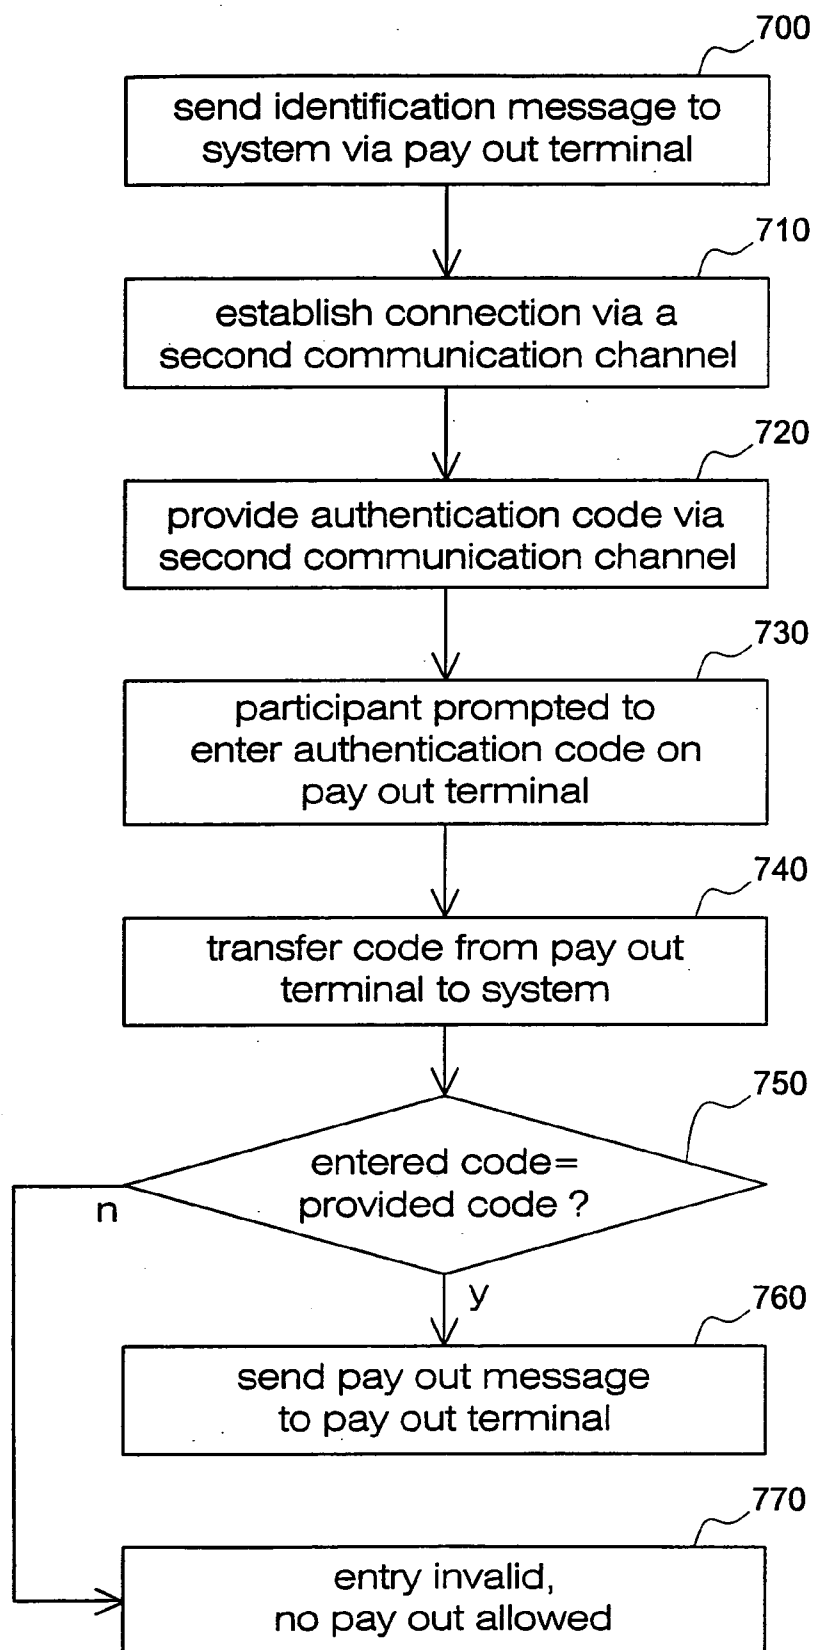 700
send identification message to
system via pay out terminal
710
establish connection via a
second communication channel
720
provide authentication code via
second communication channel
730
participant prompted to
enter authentication code on
pay out terminal
740
transfer code from pay out
terminal to system
750
entered code=
provided code ?
n
y
760
send pay out message
to pay out terminal
770
entry invalid,
no pay out allowed